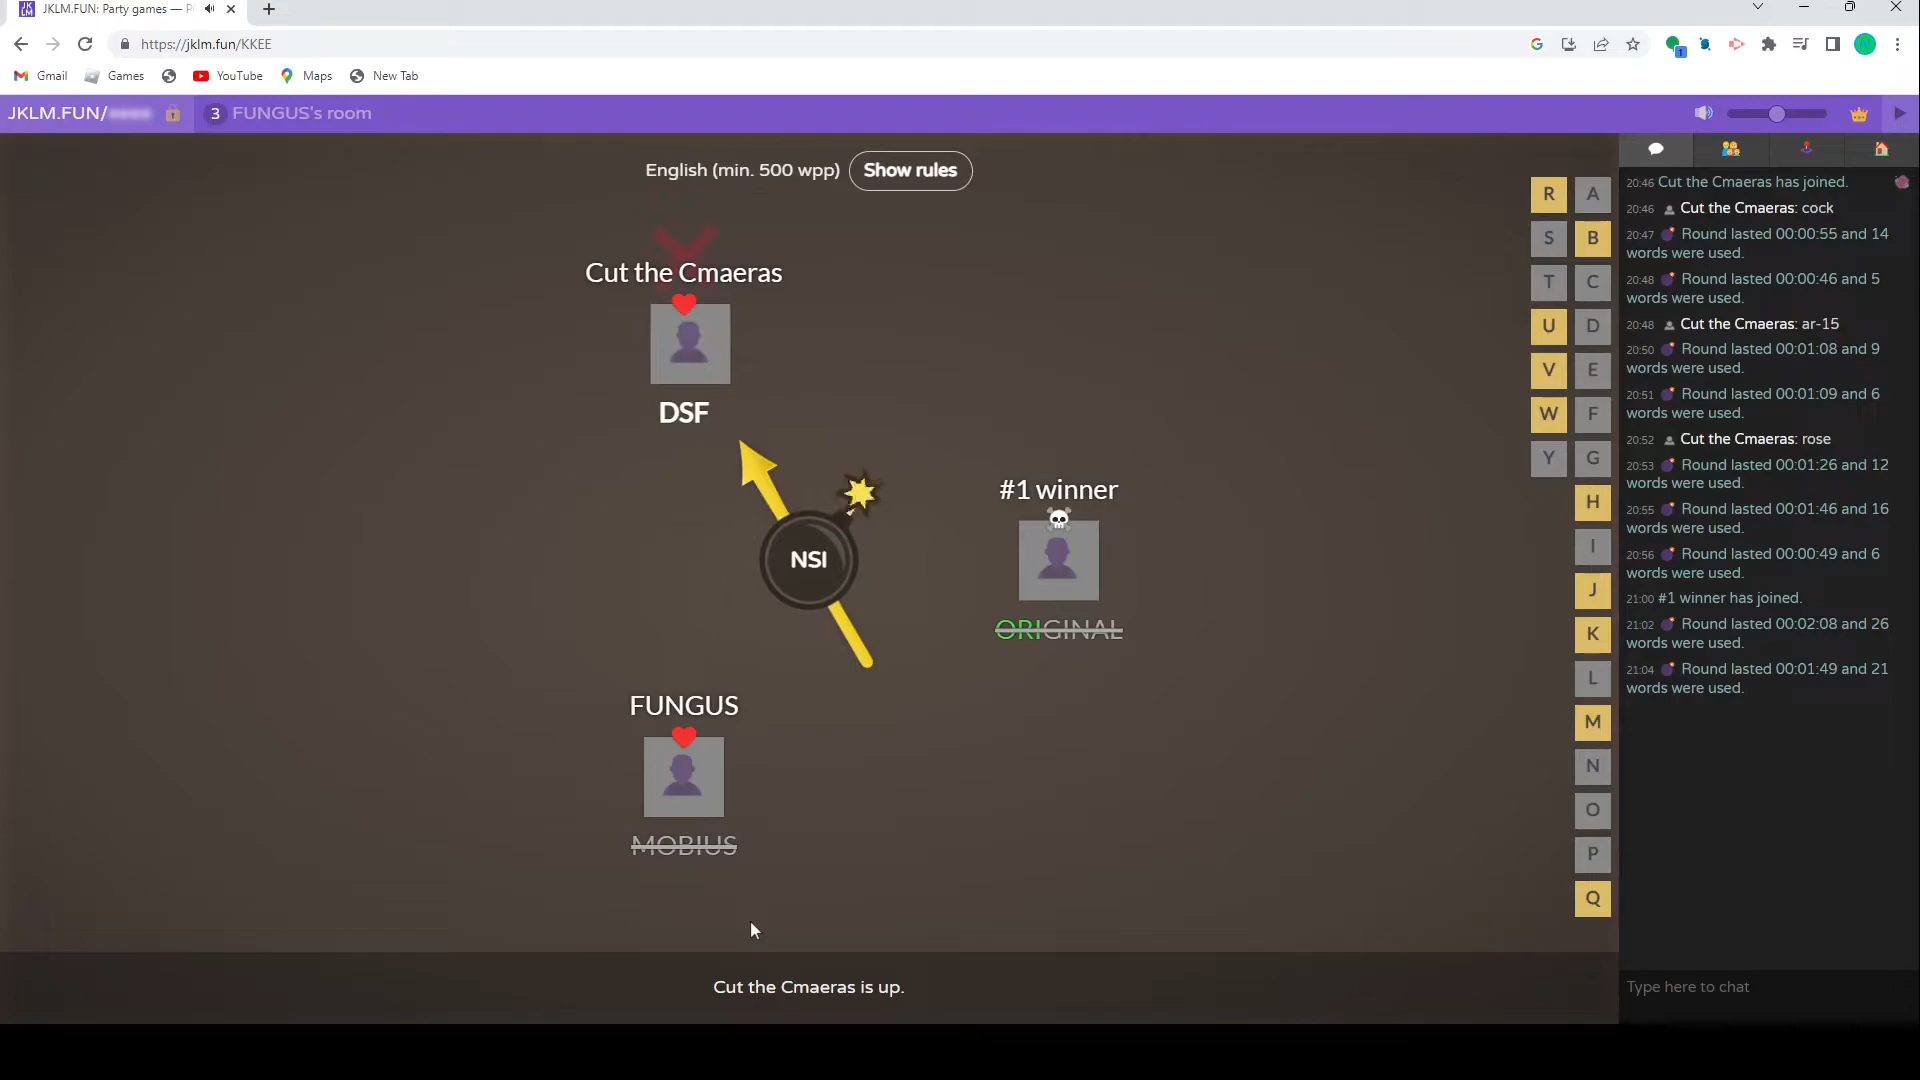 JKLM.FUN: Party games — P
https://jklm.fun/KKEE
1
Gmail
Games
YouTube
Maps
New Tab
JKLM.FUN/
3 FUNGUS's room
English (min. 500 wpp)
Show rules
Cut the Cmaeras
DSF
NSI
#1 winner
ORIGINAL
FUNGUS
MOBIUS
Cut the Cmaeras is up.
R A
S B
T C
U D
V E
W F
Y G
H
I
J
K
L
M
N
O
P
Q
20:46 Cut the Cmaeras has joined.
20:46 Cut the Cmaeras: cock
20:47 Round lasted 00:00:55 and 14
words were used.
20:48 Round lasted 00:00:46 and 5
words were used.
20:48 Cut the Cmaeras: ar-15
20:50 Round lasted 00:01:08 and 9
words were used.
20:51 Round lasted 00:01:09 and 6
words were used.
20:52 Cut the Cmaeras: rose
20:53 Round lasted 00:01:26 and 12
words were used.
20:55 Round lasted 00:01:46 and 16
words were used.
20:56 Round lasted 00:00:49 and 6
words were used.
21:00 #1 winner has joined.
21:02 Round lasted 00:02:08 and 26
words were used.
21:04 Round lasted 00:01:49 and 21
words were used.
Type here to chat